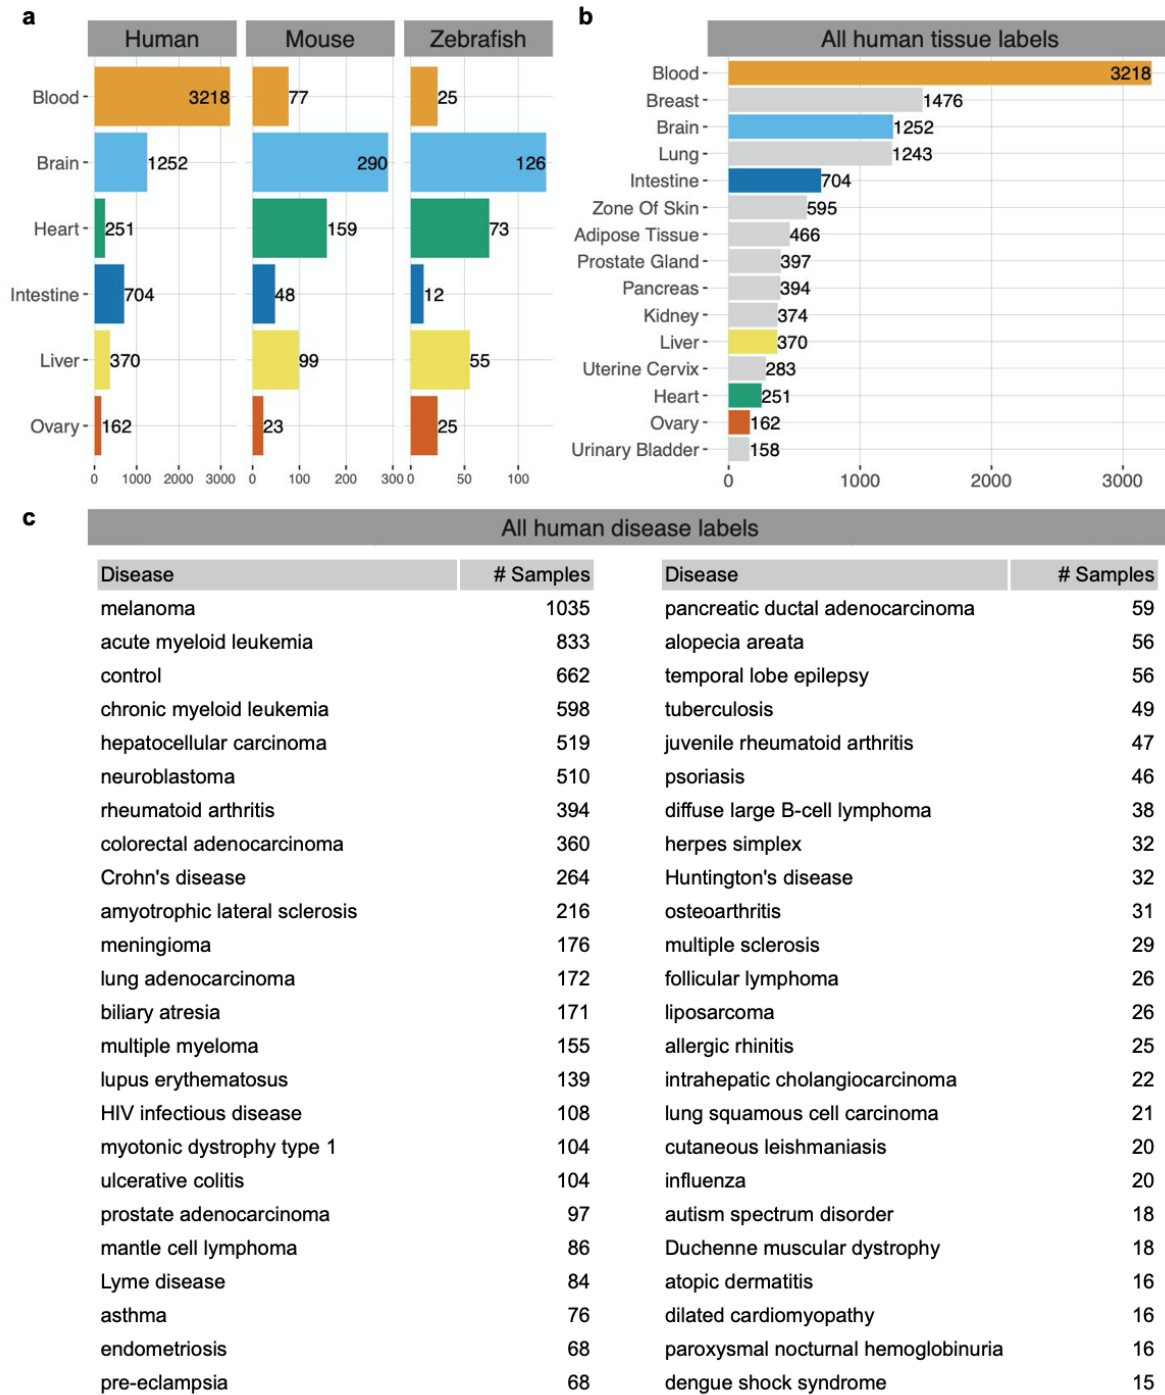 a
Human Mouse Zebrafish
Blood 3218 77 25
Brain 1252 290 126
Heart 251 159 73
Intestine 704 48 12
Liver 370 99 55
Ovary 162 23 25
0 1000 2000 3000 0 100 200 300 0 50 100
b
All human tissue labels
Blood 3218
Breast 1476
Brain 1252
Lung 1243
Intestine 704
Zone Of Skin 595
Adipose Tissue 466
Prostate Gland 397
Pancreas 394
Kidney 374
Liver 370
Uterine Cervix 283
Heart 251
Ovary 162
Urinary Bladder 158
0 1000 2000 3000
c
All human disease labels
Disease # Samples
melanoma 1035
acute myeloid leukemia 833
control 662
chronic myeloid leukemia 598
hepatocellular carcinoma 519
neuroblastoma 510
rheumatoid arthritis 394
colorectal adenocarcinoma 360
Crohn's disease 264
amyotrophic lateral sclerosis 216
meningioma 176
lung adenocarcinoma 172
biliary atresia 171
multiple myeloma 155
lupus erythematosus 139
HIV infectious disease 108
myotonic dystrophy type 1 104
ulcerative colitis 104
prostate adenocarcinoma 97
mantle cell lymphoma 86
Lyme disease 84
asthma 76
endometriosis 68
pre-eclampsia 68
Disease # Samples
pancreatic ductal adenocarcinoma 59
alopecia areata 56
temporal lobe epilepsy 56
tuberculosis 49
juvenile rheumatoid arthritis 47
psoriasis 46
diffuse large B-cell lymphoma 38
herpes simplex 32
Huntington's disease 32
osteoarthritis 31
multiple sclerosis 29
follicular lymphoma 26
liposarcoma 26
allergic rhinitis 25
intrahepatic cholangiocarcinoma 22
lung squamous cell carcinoma 21
cutaneous leishmaniasis 20
influenza 20
autism spectrum disorder 18
Duchenne muscular dystrophy 18
atopic dermatitis 16
dilated cardiomyopathy 16
paroxysmal nocturnal hemoglobinuria 16
dengue shock syndrome 15